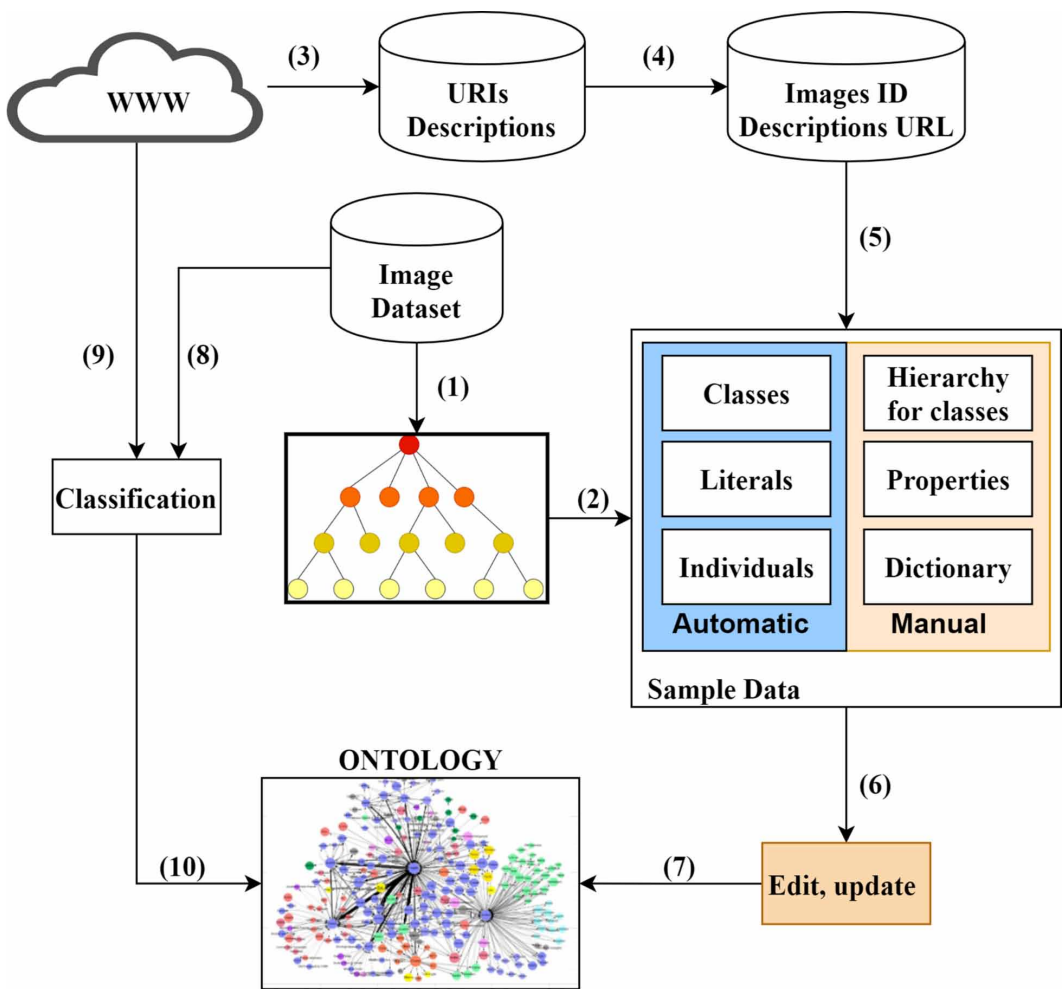 (3)
(4)
WWW
URIs
Descriptions
Images ID
Descriptions URL
(5)
Image
Dataset
(9)
(8)
(1)
Classes
Hierarchy
for classes
Classification
(2)
Literals
Properties
Individuals
Dictionary
Automatic
Manual
Sample Data
ONTOLOGY
(6)
(10)
(7)
Edit, update